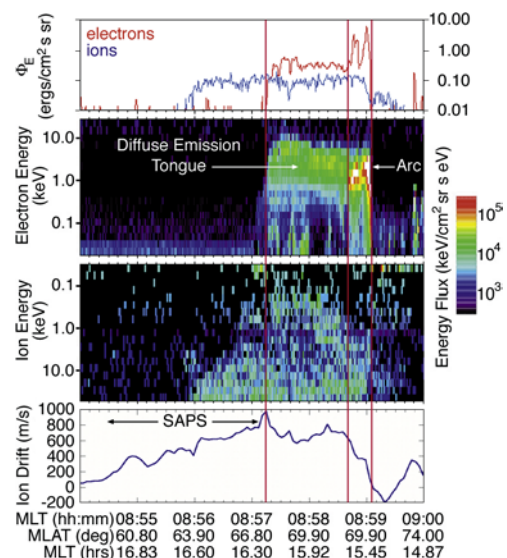 electrons
ions
Φ_E
(ergs/cm² s sr)
10.00
1.00
0.10
0.01
Electron Energy
(keV)
10.0
1.0
0.1
Diffuse Emission
Tongue
Arc
Ion Energy
(keV)
0.1
1.0
10.0
Energy Flux (keV/cm² sr s eV)
10⁵
10⁴
10³
Ion Drift (m/s)
1000
800
600
400
200
0
-200
SAPS
MLT (hh:mm) 08:55 08:56 08:57 08:58 08:59 09:00
MLAT (deg) 60.80 63.90 66.80 69.90 69.90 74.00
MLT (hrs) 16.83 16.60 16.30 15.92 15.45 14.87